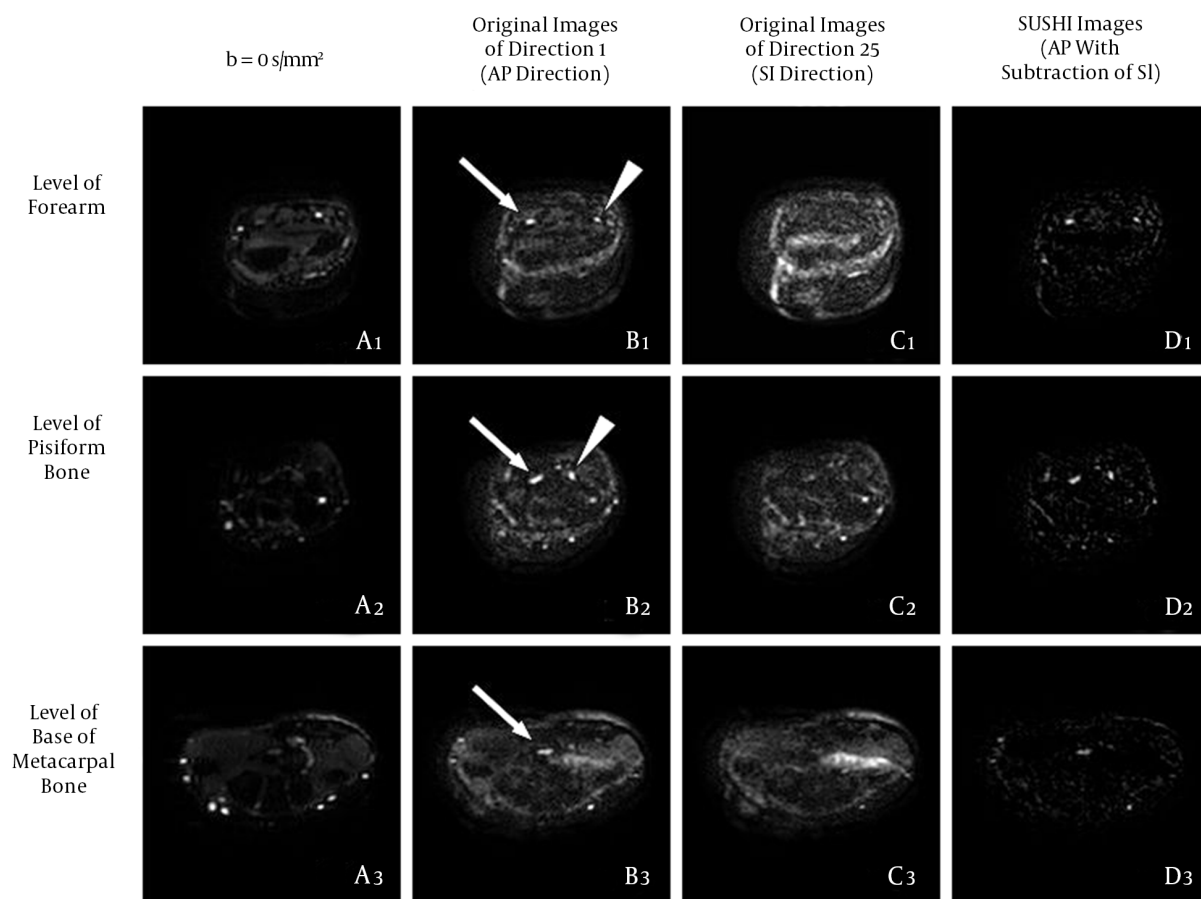 b = 0 s/mm²
Original Images
of Direction 1
(AP Direction)
Original Images
of Direction 25
(SI Direction)
SUSHI Images
(AP With
Subtraction of Sl)
Level of
Forearm
A1
B1
C1
D1
Level of
Pisiform
Bone
A2
B2
C2
D2
Level of
Base of
Metacarpal
Bone
A3
B3
C3
D3